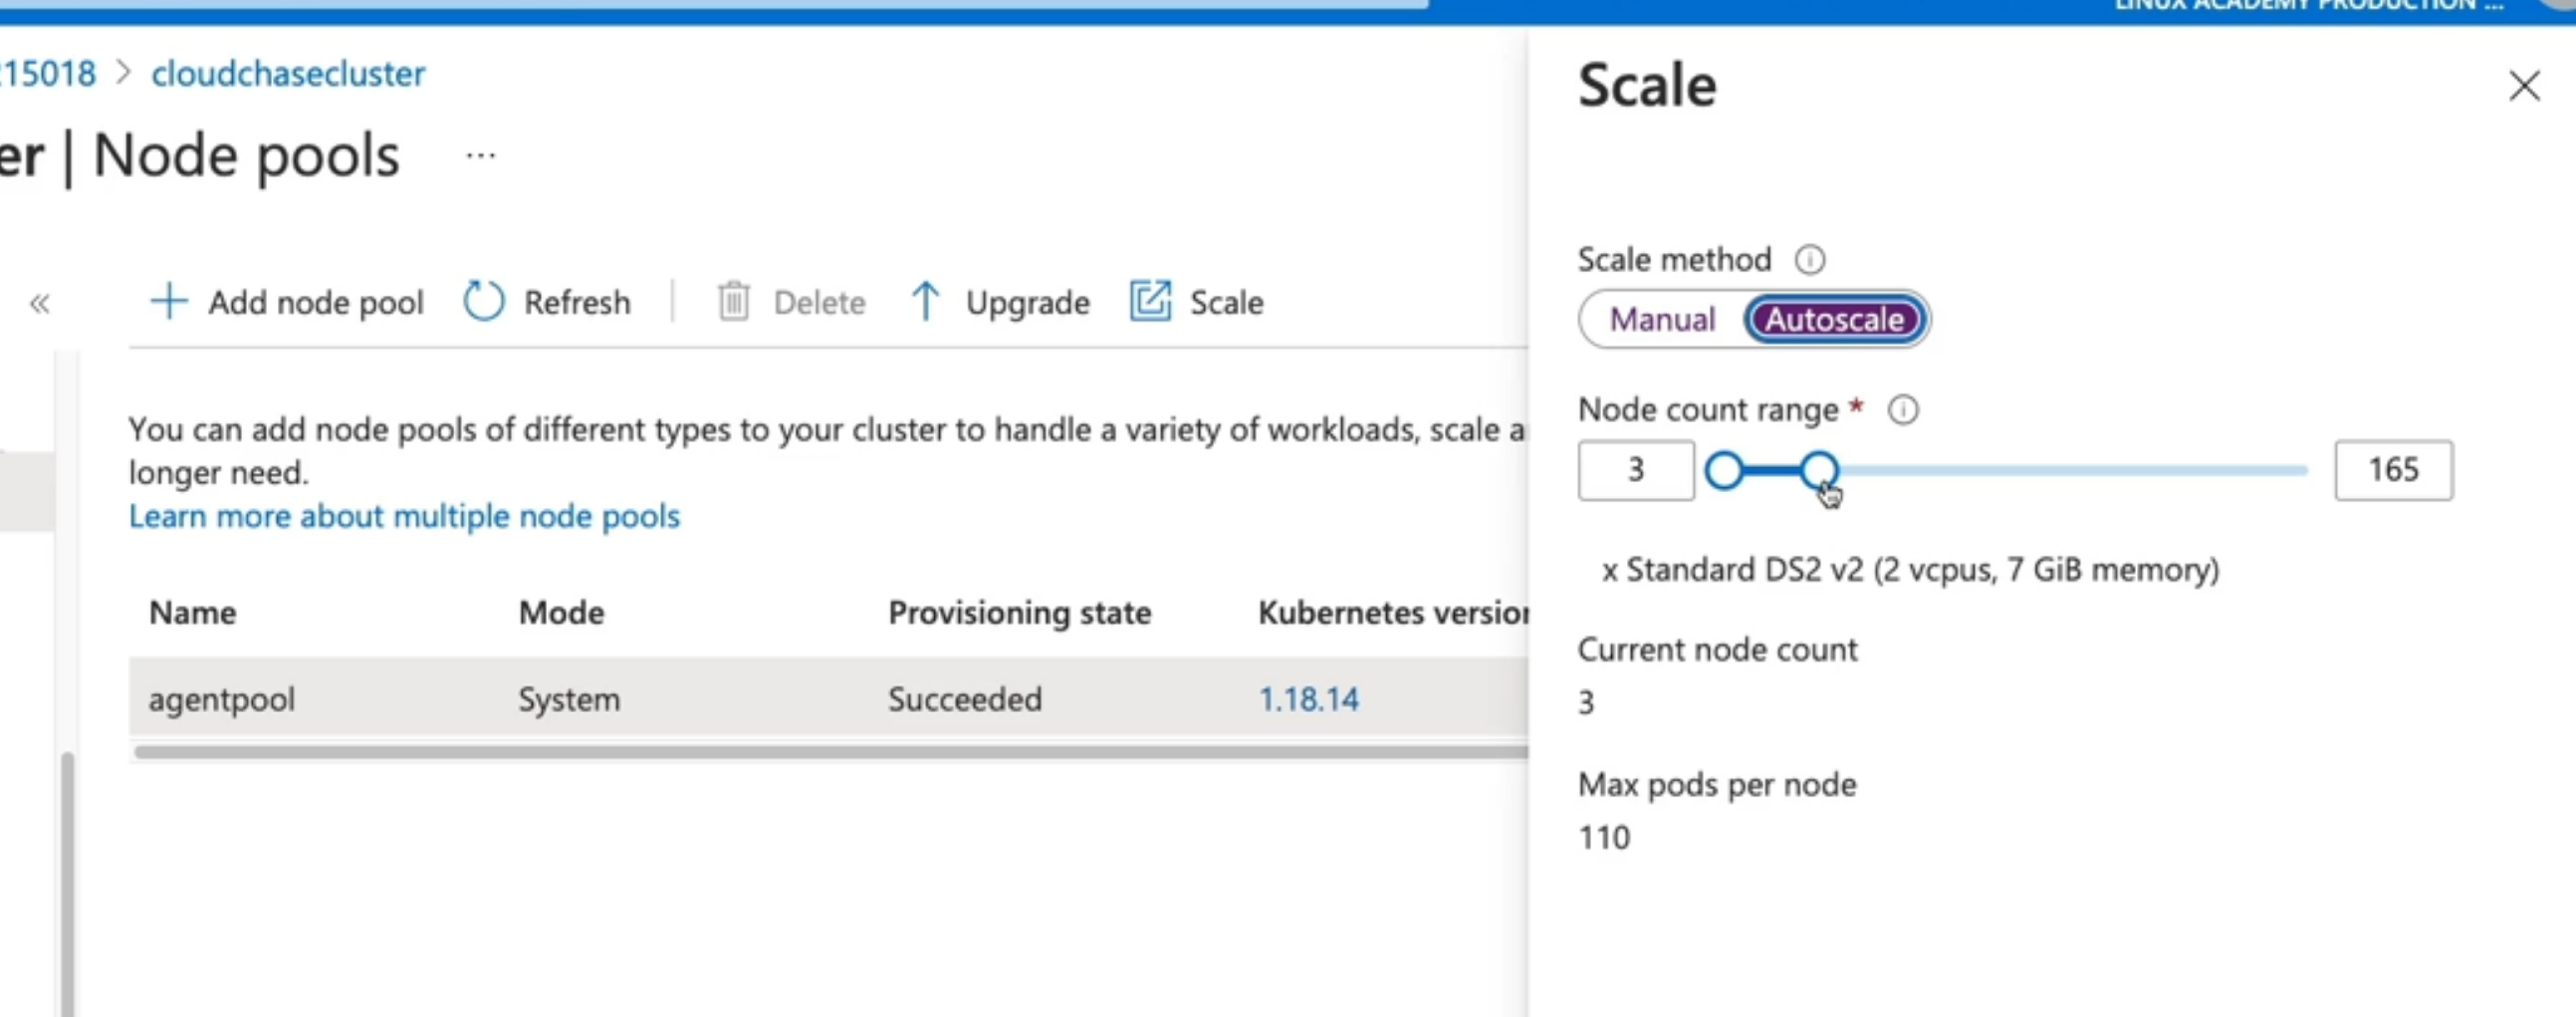 LINUX ACADEMY PRODUCTION ...
15018 > cloudchasecluster
er | Node pools ...
« Add node pool Refresh Delete Upgrade Scale
You can add node pools of different types to your cluster to handle a variety of workloads, scale a
longer need.
Learn more about multiple node pools
Name Mode Provisioning state Kubernetes version
agentpool System Succeeded 1.18.14
Scale
Scale method
Manual Autoscale
Node count range *
3 165
x Standard DS2 v2 (2 vcpus, 7 GiB memory)
Current node count
3
Max pods per node
110